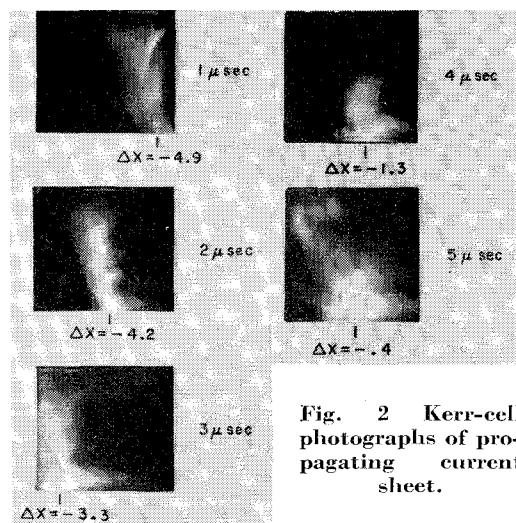 1 μ sec
ΔX = -4.9
2 μ sec
ΔX = -4.2
3 μ sec
ΔX = -3.3
4 μ sec
ΔX = -1.3
5 μ sec
ΔX = -.4
Fig. 2 Kerr-cell
photographs of pro-
pagating current
sheet.